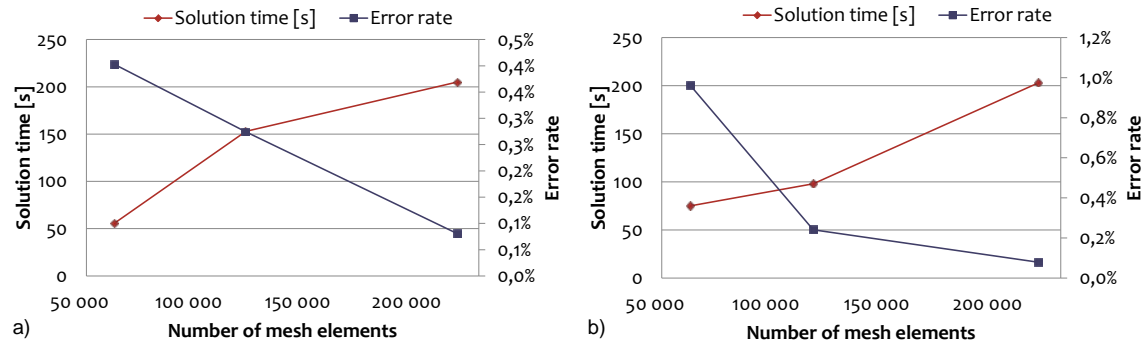 Solution time [s] Error rate
250
200
150
100
50
0
Solution time [s]
0,5%
0,4%
0,4%
0,3%
0,3%
0,2%
0,2%
0,1%
0,1%
0,0%
Error rate
50 000 100 000 150 000 200 000
Number of mesh elements
a)
Solution time [s] Error rate
250
200
150
100
50
0
Solution time [s]
1,2%
1,0%
0,8%
0,6%
0,4%
0,2%
0,0%
Error rate
50 000 100 000 150 000 200 000
Number of mesh elements
b)